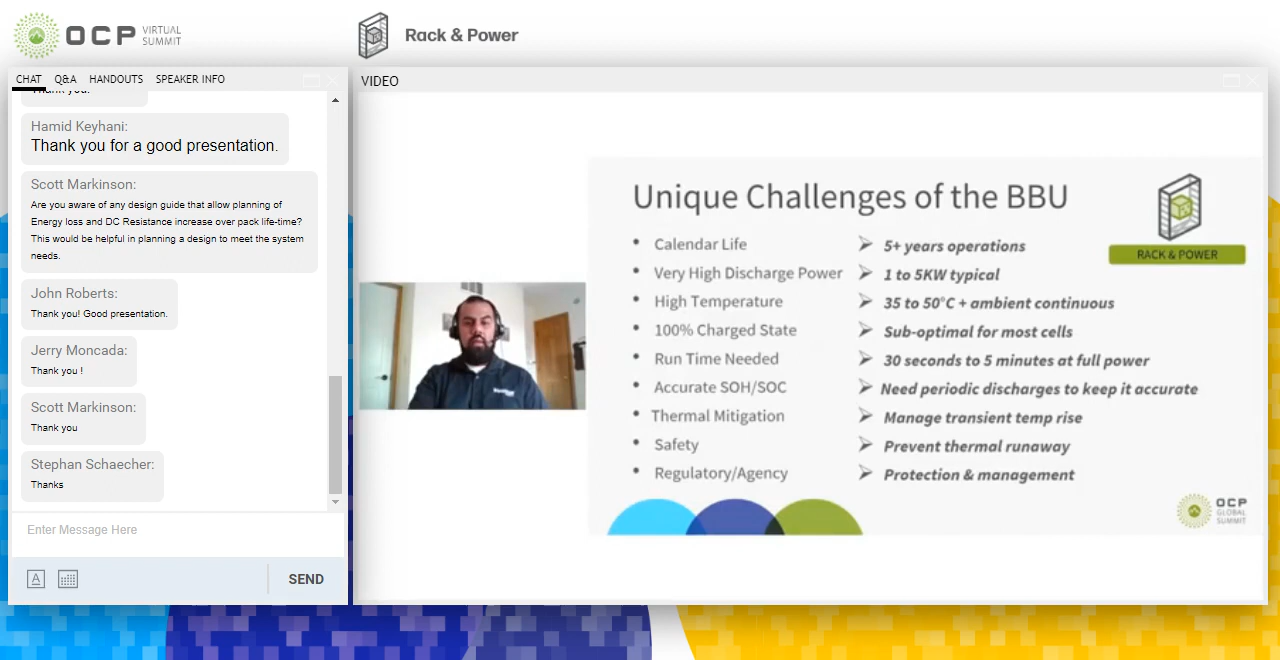 OCP VIRTUAL
SUMMIT
Rack & Power
CHAT Q&A HANDOUTS SPEAKER INFO
Thank you.
Hamid Keyhani:
Thank you for a good presentation.
Scott Markinson:
Are you aware of any design guide that allow planning of
Energy loss and DC Resistance increase over pack life-time?
This would be helpful in planning a design to meet the system
needs.
John Roberts:
Thank you! Good presentation.
Jerry Moncada:
Thank you !
Scott Markinson:
Thank you
Stephan Schaecher:
Thanks
Enter Message Here
A
SEND
VIDEO
Unique Challenges of the BBU
RACK & POWER
• Calendar Life ➢ 5+ years operations
• Very High Discharge Power ➢ 1 to 5KW typical
• High Temperature ➢ 35 to 50°C + ambient continuous
• 100% Charged State ➢ Sub-optimal for most cells
• Run Time Needed ➢ 30 seconds to 5 minutes at full power
• Accurate SOH/SOC ➢ Need periodic discharges to keep it accurate
• Thermal Mitigation ➢ Manage transient temp rise
• Safety ➢ Prevent thermal runaway
• Regulatory/Agency ➢ Protection & management
OCP
GLOBAL
SUMMIT